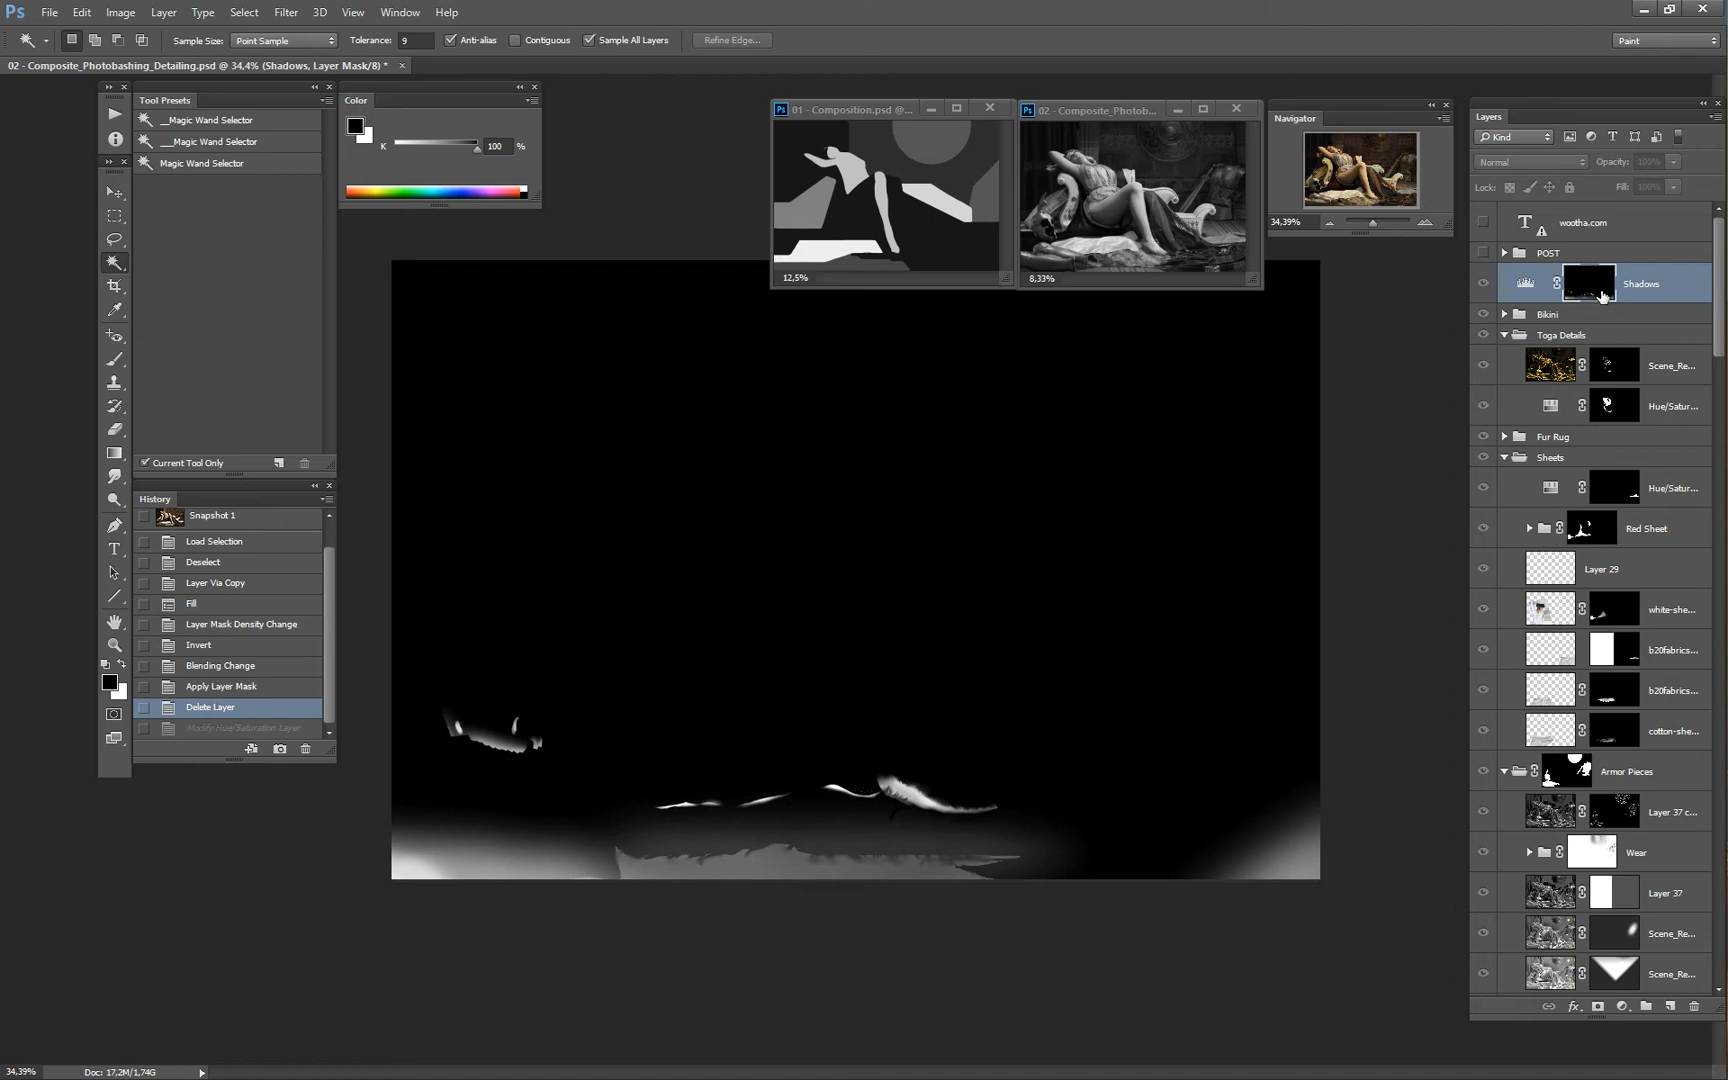 Ps File Edit Image Layer Type Select Filter 3D View Window Help
Sample Size: Point Sample Tolerance: 9 Anti-alias Contiguous Sample All Layers Refine Edge... Paint
02 - Composite_Photobashing_Detailing.psd @ 34,4% (Shadows, Layer Mask/8) *
Tool Presets
__Magic Wand Selector
___Magic Wand Selector
Magic Wand Selector
Current Tool Only
History
Snapshot 1
Load Selection
Deselect
Layer Via Copy
Fill
Layer Mask Density Change
Invert
Blending Change
Apply Layer Mask
Delete Layer
Modify Hue/Saturation Layer
Color
K 100 %
01 - Composition.psd @...
12,5%
02 - Composite_Photob...
8,33%
Navigator
34,39%
Layers
Kind
Normal Opacity: 100%
Lock: Fill: 100%
wootha.com
POST
Shadows
Bikini
Toga Details
Scene_Re...
Hue/Satur...
Fur Rug
Sheets
Hue/Satur...
Red Sheet
Layer 29
white-she...
b20fabrics...
b20fabrics...
cotton-she...
Armor Pieces
Layer 37 c...
Wear
Layer 37
Scene_Re...
Scene_Re...
34,39% Doc: 17,2M/1,74G